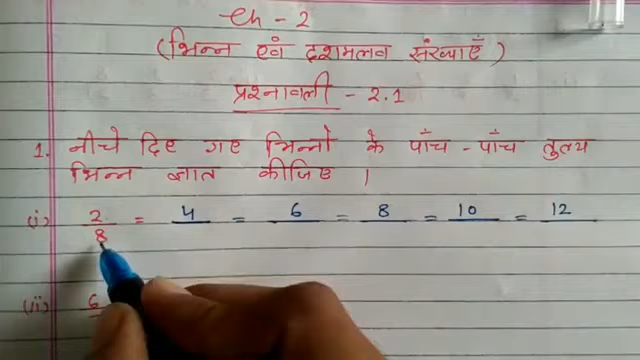 Ch - 2
(भिन्न एवं दशमलव संख्याएँ)
प्रश्नावली - 2.1
1. नीचे दिए गए भिन्नो के पाँच - पाँच तुल्य
भिन्न ज्ञात कीजिए ।
(i) 2/8 = 4/ = 6/ = 8/ = 10/ = 12/
(ii) 6